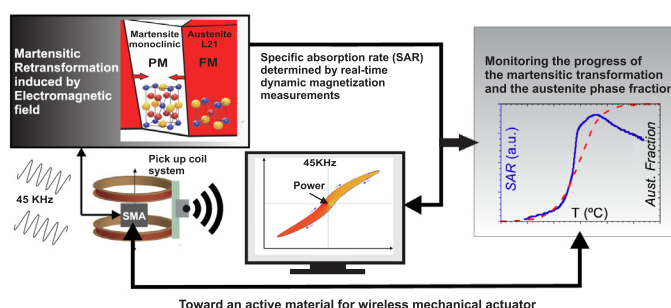 Martensitic
Retransformation
induced by
Electromagnetic
field
Martensite
monoclinic
PM
Austenite
L21
FM
Specific absorption rate (SAR)
determined by real-time
dynamic magnetization
measurements
Monitoring the progress of
the martensitic transformation
and the austenite phase fraction
SAR (a.u.)
T (ºC)
Aust. Fraction
Pick up coil
system
45 KHz
SMA
45KHz
Power
Toward an active material for wireless mechanical actuator